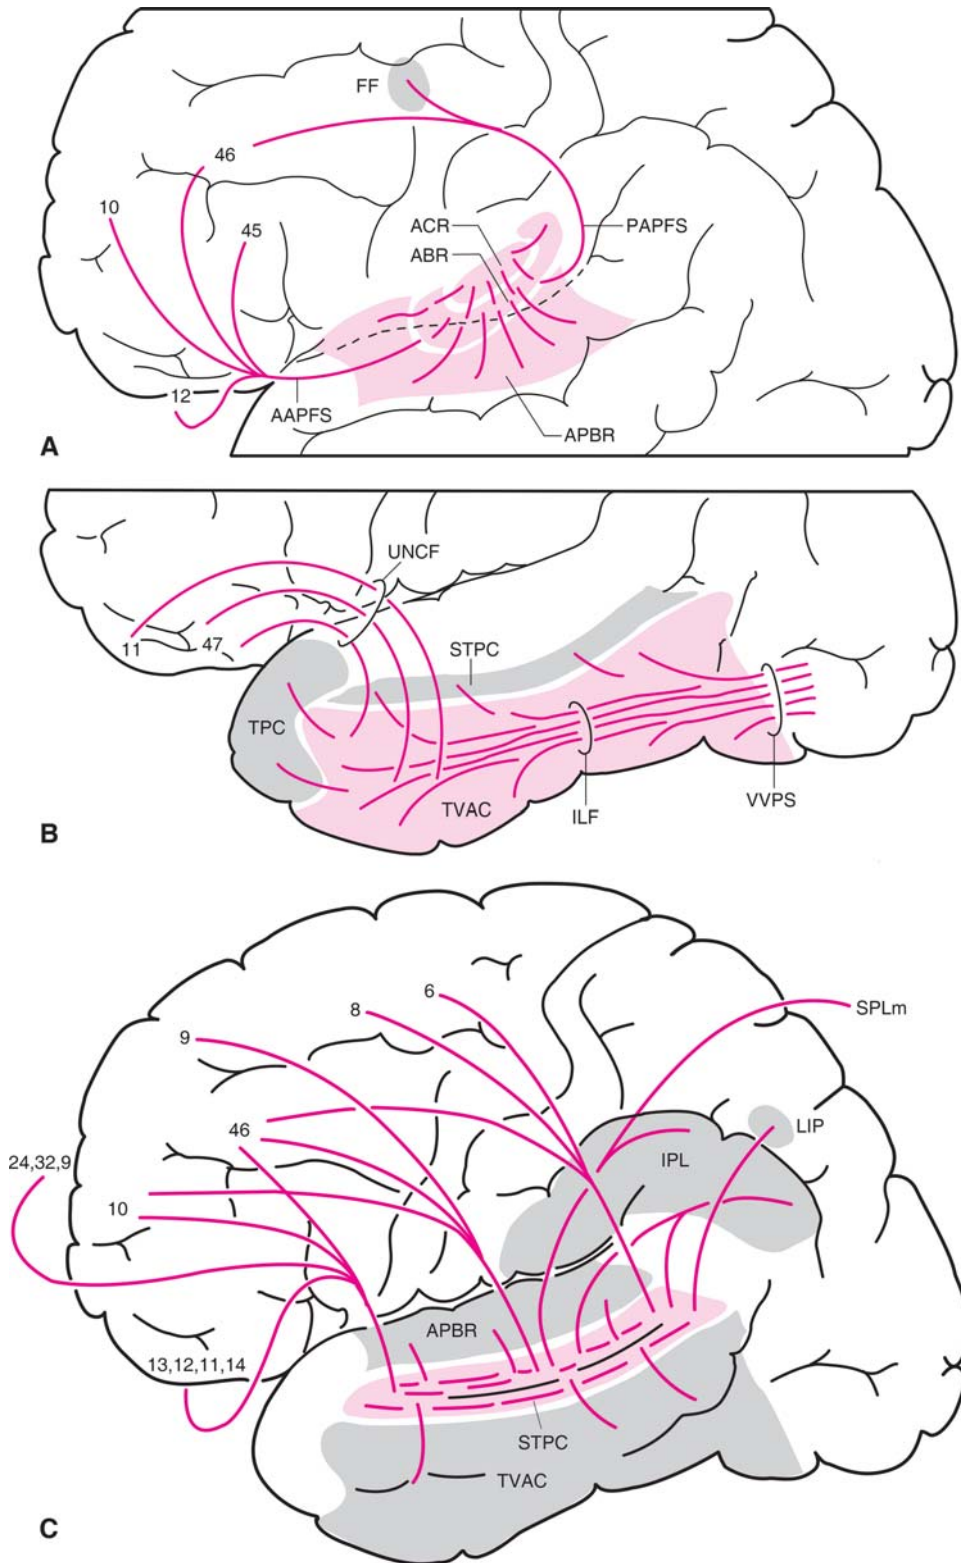 FF
46
10
45
ACR
ABR
PAPFS
12
AAPFS
APBR
A
UNCF
11
47
STPC
TPC
TVAC
ILF
VVPS
B
6
8
SPLm
9
46
LIP
24,32,9
IPL
10
APBR
13,12,11,14
STPC
TVAC
C